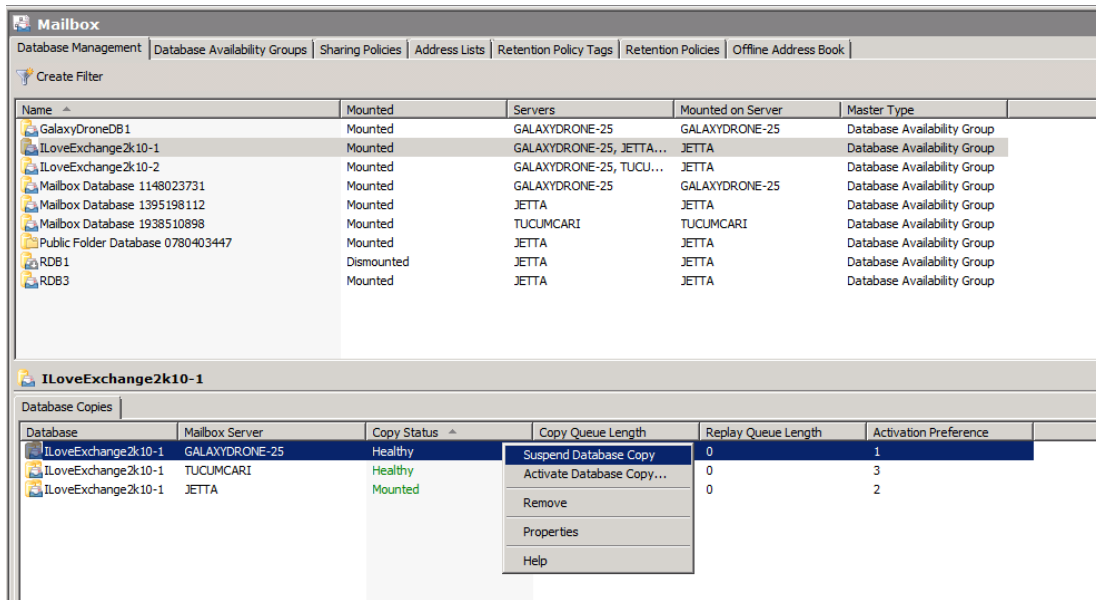 Mailbox
Database Management Database Availability Groups Sharing Policies Address Lists Retention Policy Tags Retention Policies Offline Address Book
Create Filter
Name Mounted Servers Mounted on Server Master Type
GalaxyDroneDB1 Mounted GALAXYDRONE-25 GALAXYDRONE-25 Database Availability Group
ILoveExchange2k10-1 Mounted GALAXYDRONE-25, JETTA... JETTA Database Availability Group
ILoveExchange2k10-2 Mounted GALAXYDRONE-25, TUCU... JETTA Database Availability Group
Mailbox Database 1148023731 Mounted GALAXYDRONE-25 GALAXYDRONE-25 Database Availability Group
Mailbox Database 1395198112 Mounted JETTA JETTA Database Availability Group
Mailbox Database 1938510898 Mounted TUCUMCARI TUCUMCARI Database Availability Group
Public Folder Database 0780403447 Mounted JETTA JETTA Database Availability Group
RDB1 Dismounted JETTA JETTA Database Availability Group
RDB3 Mounted JETTA JETTA Database Availability Group
ILoveExchange2k10-1
Database Copies
Database Mailbox Server Copy Status Copy Queue Length Replay Queue Length Activation Preference
ILoveExchange2k10-1 GALAXYDRONE-25 Healthy Suspend Database Copy 0 1
ILoveExchange2k10-1 TUCUMCARI Healthy Activate Database Copy... 0 3
ILoveExchange2k10-1 JETTA Mounted 0 2
Remove
Properties
Help